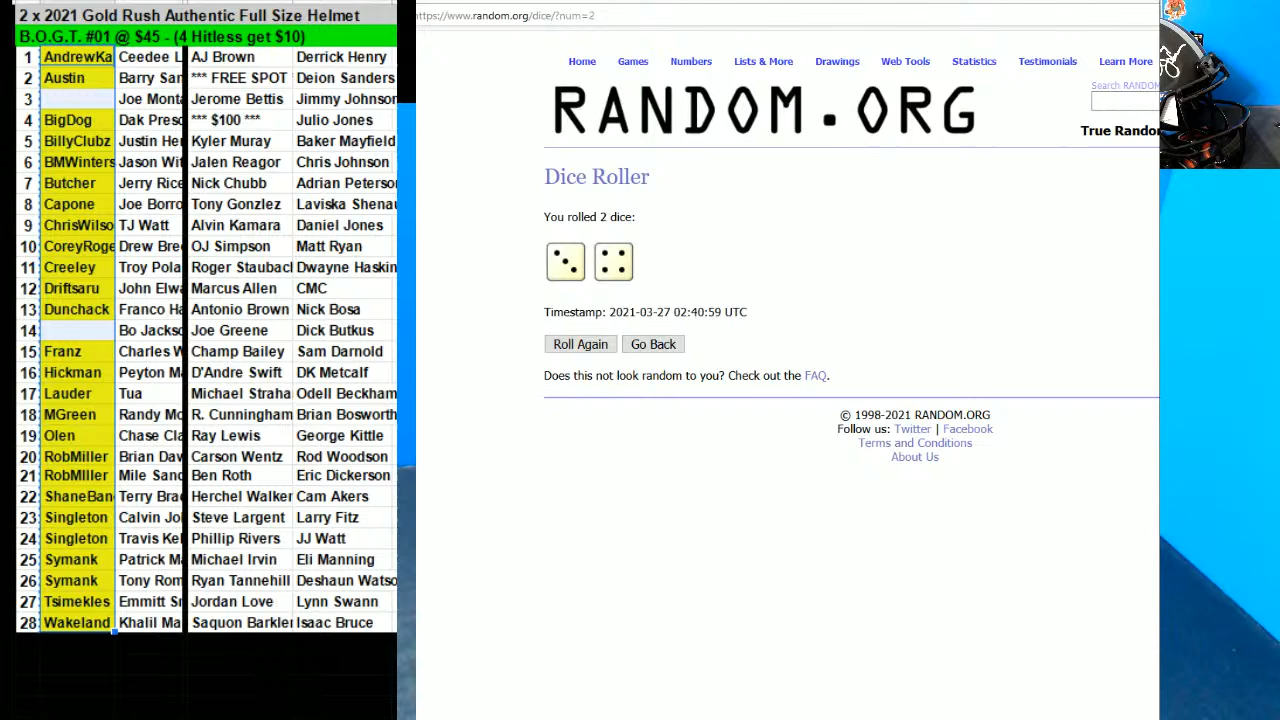 2 x 2021 Gold Rush Authentic Full Size Helmet
B.O.G.T. #01 @ $45 - (4 Hitless get $10)
1 AndrewKa Ceedee L AJ Brown Derrick Henry
2 Austin Barry San *** FREE SPOT Deion Sanders
3 Joe Monta Jerome Bettis Jimmy Johnson
4 BigDog Dak Presc *** $100 *** Julio Jones
5 BillyClubz Justin Her Kyler Muray Baker Mayfield
6 BMWinters Jason Wit Jalen Reagor Chris Johnson
7 Butcher Jerry Rice Nick Chubb Adrian Peterson
8 Capone Joe Borro Tony Gonzlez Laviska Shenau
9 ChrisWilso TJ Watt Alvin Kamara Daniel Jones
10 CoreyRoge Drew Bree OJ Simpson Matt Ryan
11 Creeley Troy Pola Roger Staubacl Dwayne Haskin
12 Driftsaru John Elwa Marcus Allen CMC
13 Dunchack Franco Ha Antonio Brown Nick Bosa
14 Bo Jackso Joe Greene Dick Butkus
15 Franz Charles W Champ Bailey Sam Darnold
16 Hickman Peyton Ma D'Andre Swift DK Metcalf
17 Lauder Tua Michael Straha Odell Beckham
18 MGreen Randy Mo R. Cunningham Brian Bosworth
19 Olen Chase Cla Ray Lewis George Kittle
20 RobMiller Brian Daw Carson Wentz Rod Woodson
21 RobMIller Mile Sand Ben Roth Eric Dickerson
22 ShaneBan Terry Brad Herchel Walker Cam Akers
23 Singleton Calvin Jol Steve Largent Larry Fitz
24 Singleton Travis Kel Phillip Rivers JJ Watt
25 Symank Patrick Ma Michael Irvin Eli Manning
26 Symank Tony Rom Ryan Tannehill Deshaun Watso
27 Tsimekles Emmitt Sn Jordan Love Lynn Swann
28 Wakeland Khalil Ma Saquon Barkler Isaac Bruce
https://www.random.org/dice/?num=2
Home Games Numbers Lists & More Drawings Web Tools Statistics Testimonials Learn More
Search RANDOM
RANDOM.ORG
True Rando
Dice Roller
You rolled 2 dice:
Timestamp: 2021-03-27 02:40:59 UTC
Roll Again Go Back
Does this not look random to you? Check out the FAQ.
© 1998-2021 RANDOM.ORG
Follow us: Twitter | Facebook
Terms and Conditions
About Us